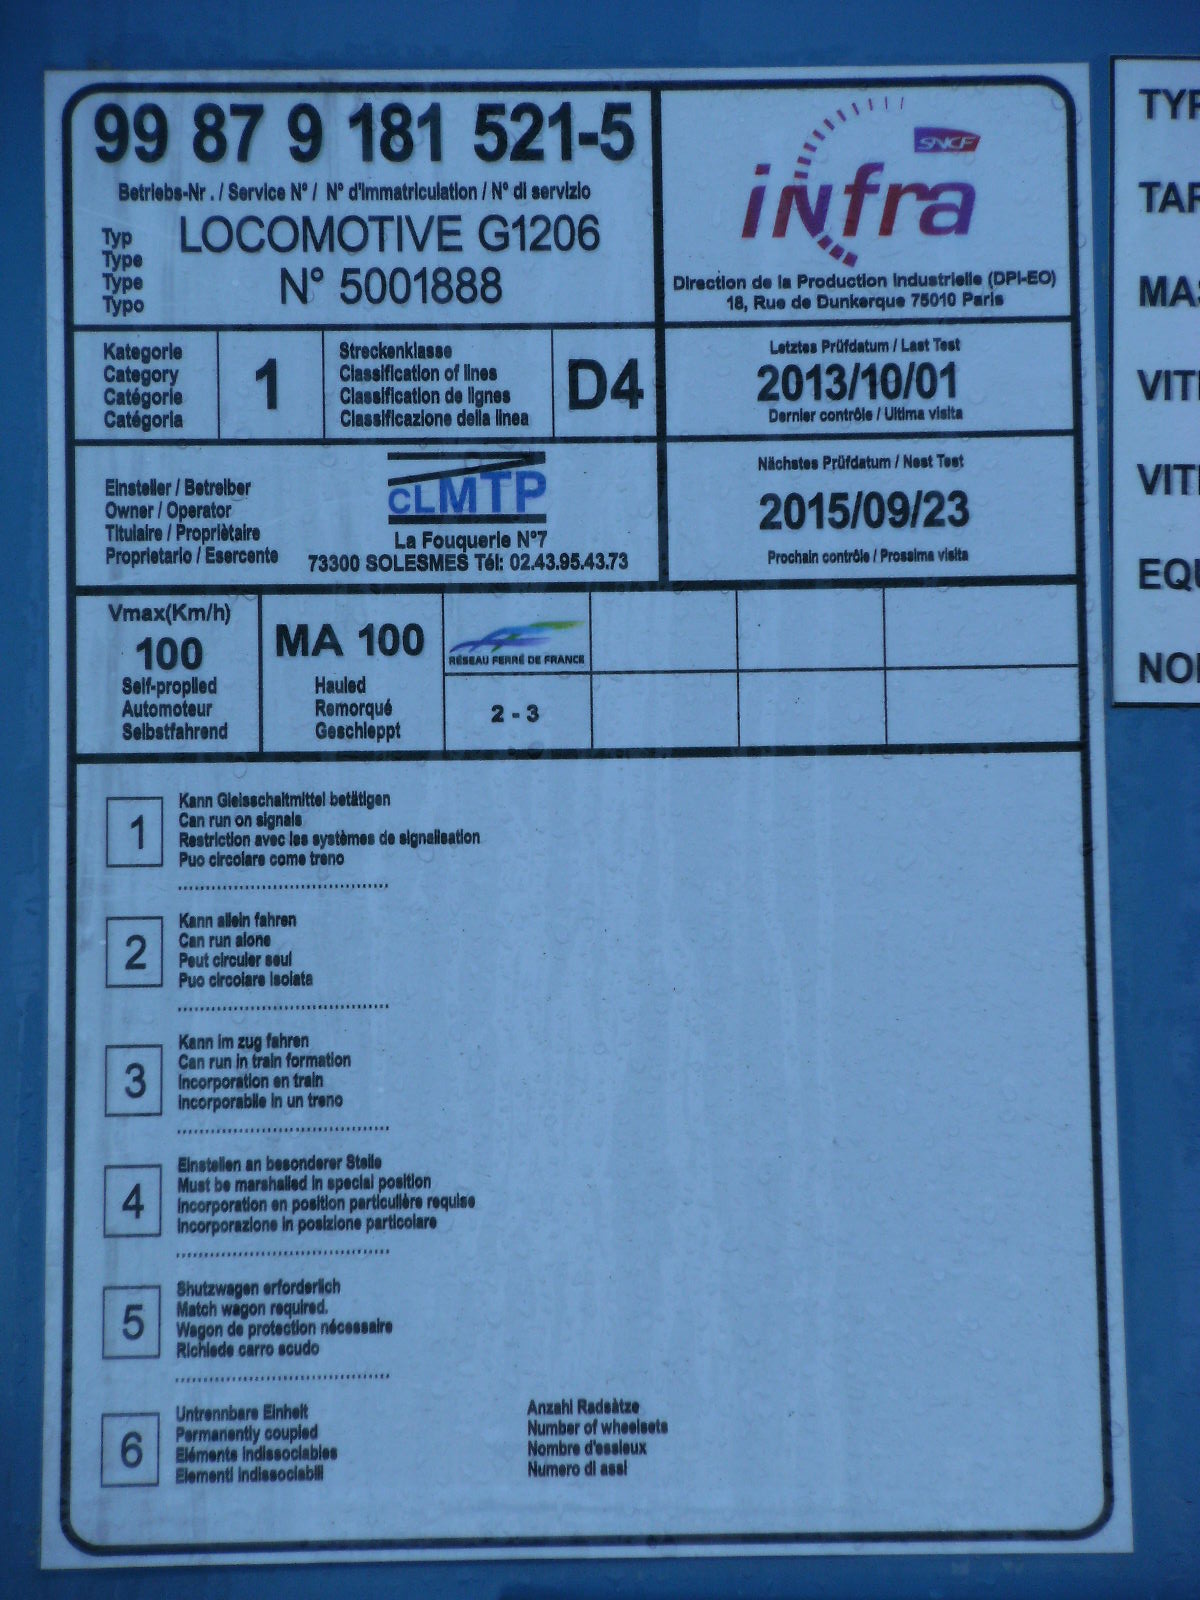 99 87 9 181 521-5
Betriebs-Nr . / Service N° / N° d'immatriculation / N° di servizio
Typ
Type
Type
Typo
LOCOMOTIVE G1206
N° 5001888
SNCF
infra
Direction de la Production Industrielle (DPI-EO)
18, Rue de Dunkerque 75010 Paris
Kategorie
Category
Catégorie
Catégoria
1
Streckenklasse
Classification of lines
Classification de lignes
Classificazione della linea
D4
Letztes Prüfdatum / Last Test
2013/10/01
Dernier contrôle / Ultima visita
Einsteller / Betreiber
Owner / Operator
Titulaire / Propriètaire
Proprietario / Esercente
CLMTP
La Fouquerie N°7
73300 SOLESMES Tél: 02.43.95.43.73
Nächstes Prüfdatum / Nest Test
2015/09/23
Prochain contrôle / Prossima visita
Vmax(Km/h)
100
Self-proplled
Automoteur
Selbstfahrend
MA 100
Hauled
Remorqué
Geschleppt
RÉSEAU FERRÉ DE FRANCE
2 - 3
1
Kann Gleisschaltmittel betätigen
Can run on signals
Restriction avec les systèmes de signalisation
Puo circolare come treno
2
Kann allein fahren
Can run alone
Peut circuler seul
Puo circolare isolata
3
Kann im zug fahren
Can run in train formation
Incorporation en train
Incorporabile in un treno
4
Einstellen an besonderer Stelle
Must be marshalled in special position
Incorporation en position particulière requise
Incorporazione in posizione particolare
5
Shutzwagen erforderlich
Match wagon required.
Wagon de protection nécessaire
Richiede carro scudo
6
Untrennbare Einheit
Permanently coupled
Eléments indissociables
Elementi indissociabili
Anzahl Radsàtze
Number of wheelsets
Nombre d'essieux
Numero di assi
TYP
TAR
MAS
VIT
VIT
EQU
NOI